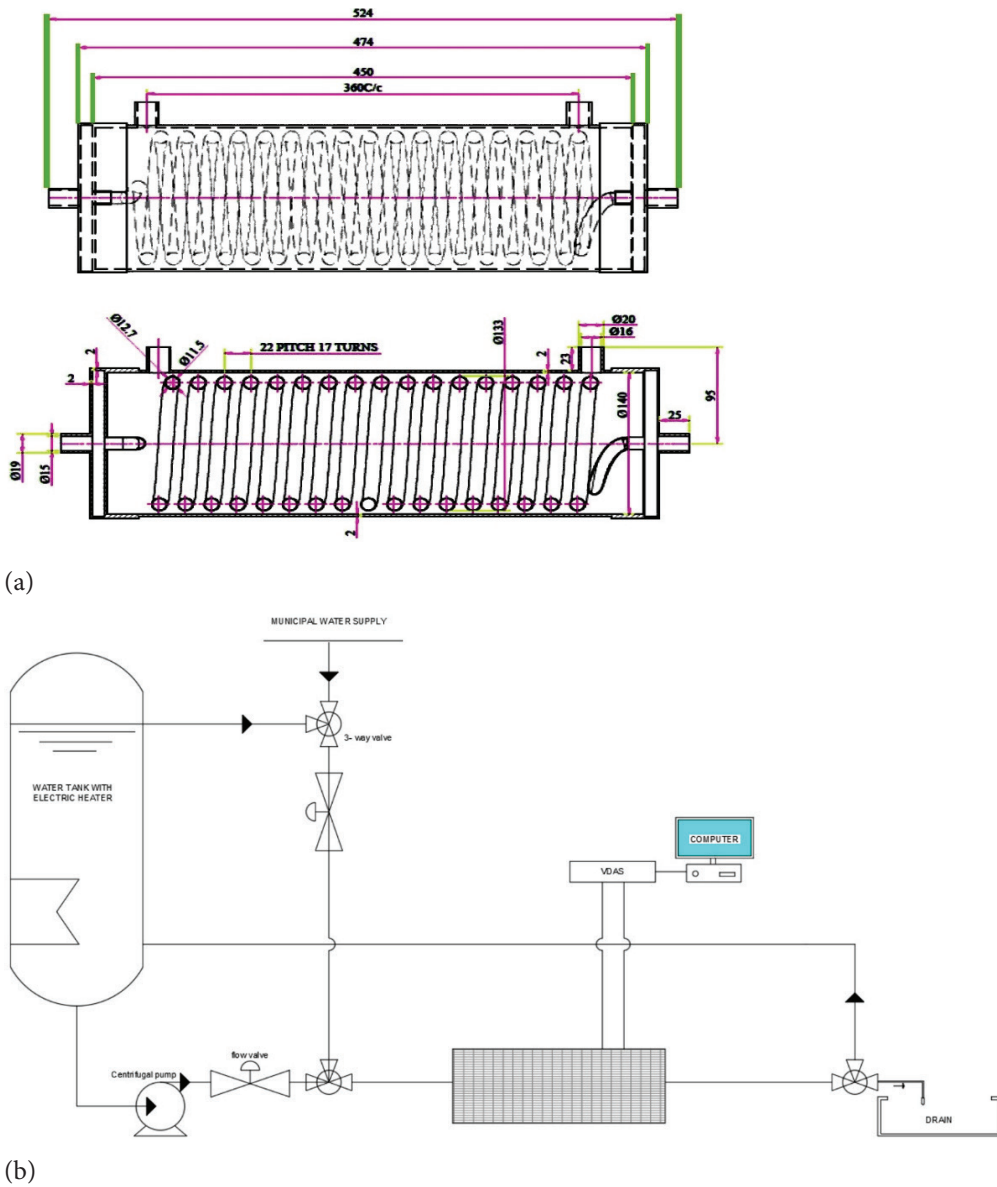 524
474
450
360C/c
Ø12.7
Ø11.5
22 PITCH 17 TURNS
Ø133
2
23
Ø20
Ø16
2
2
Ø19
Ø15
Ø140
95
25
2
(a)
MUNICIPAL WATER SUPPLY
3- way valve
WATER TANK WITH
ELECTRIC HEATER
COMPUTER
VDAS
flow valve
Centrifugal pump
DRAIN
(b)